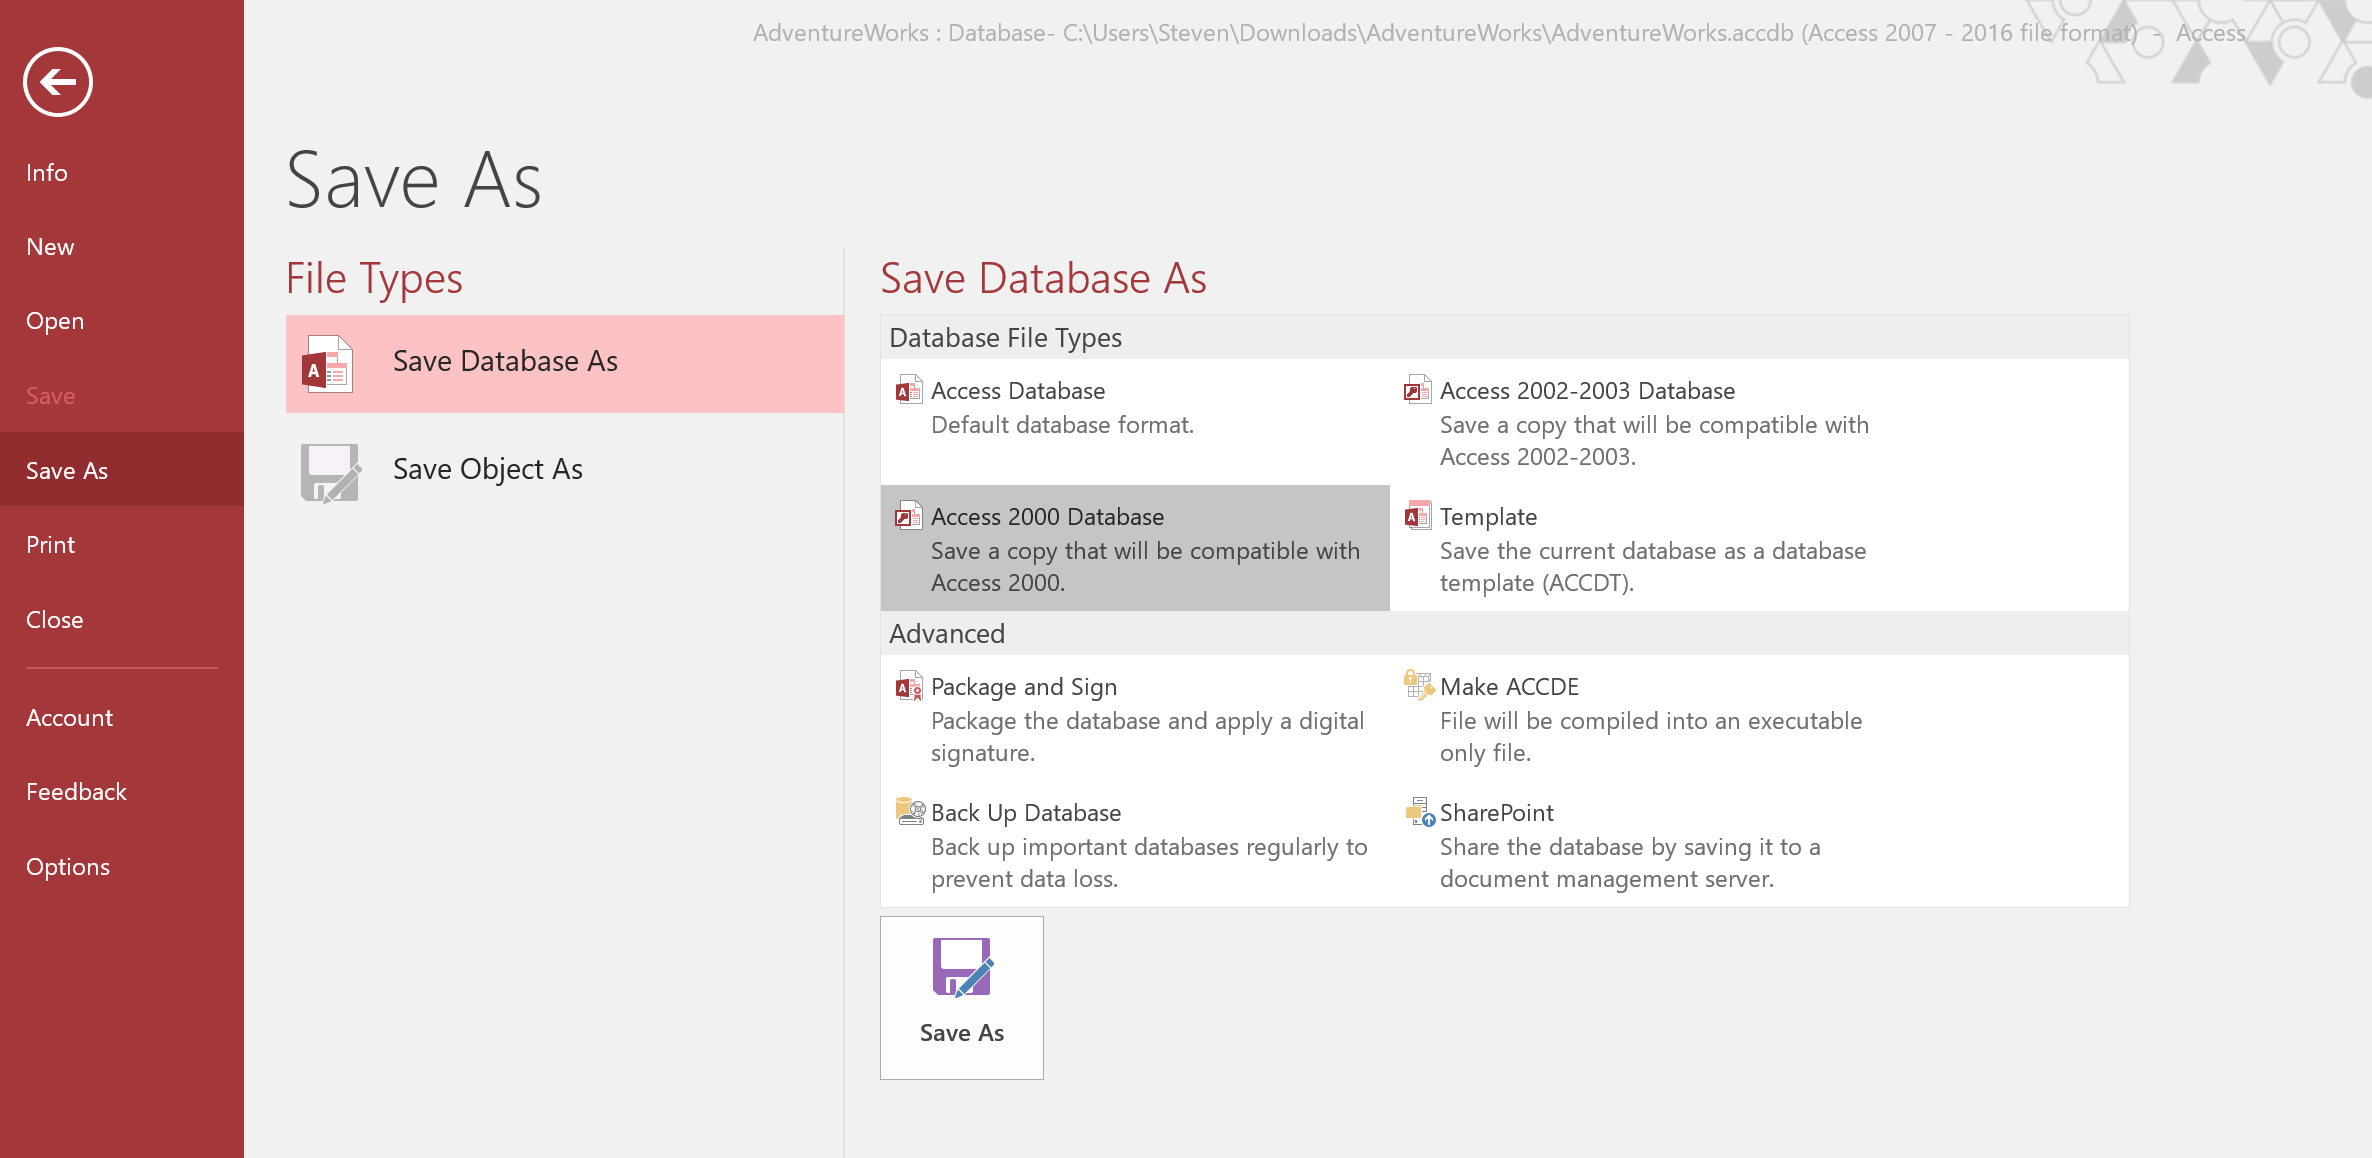 AdventureWorks : Database- C:\Users\Steven\Downloads\AdventureWorks\AdventureWorks.accdb (Access 2007 - 2016 file format) - Access
Info
New
Open
Save
Save As
Print
Close
Account
Feedback
Options
Save As
File Types
Save Database As
Save Object As
Save Database As
Database File Types
Access Database
Default database format.
Access 2002-2003 Database
Save a copy that will be compatible with
Access 2002-2003.
Access 2000 Database
Save a copy that will be compatible with
Access 2000.
Template
Save the current database as a database
template (ACCDT).
Advanced
Package and Sign
Package the database and apply a digital
signature.
Make ACCDE
File will be compiled into an executable
only file.
Back Up Database
Back up important databases regularly to
prevent data loss.
SharePoint
Share the database by saving it to a
document management server.
Save As